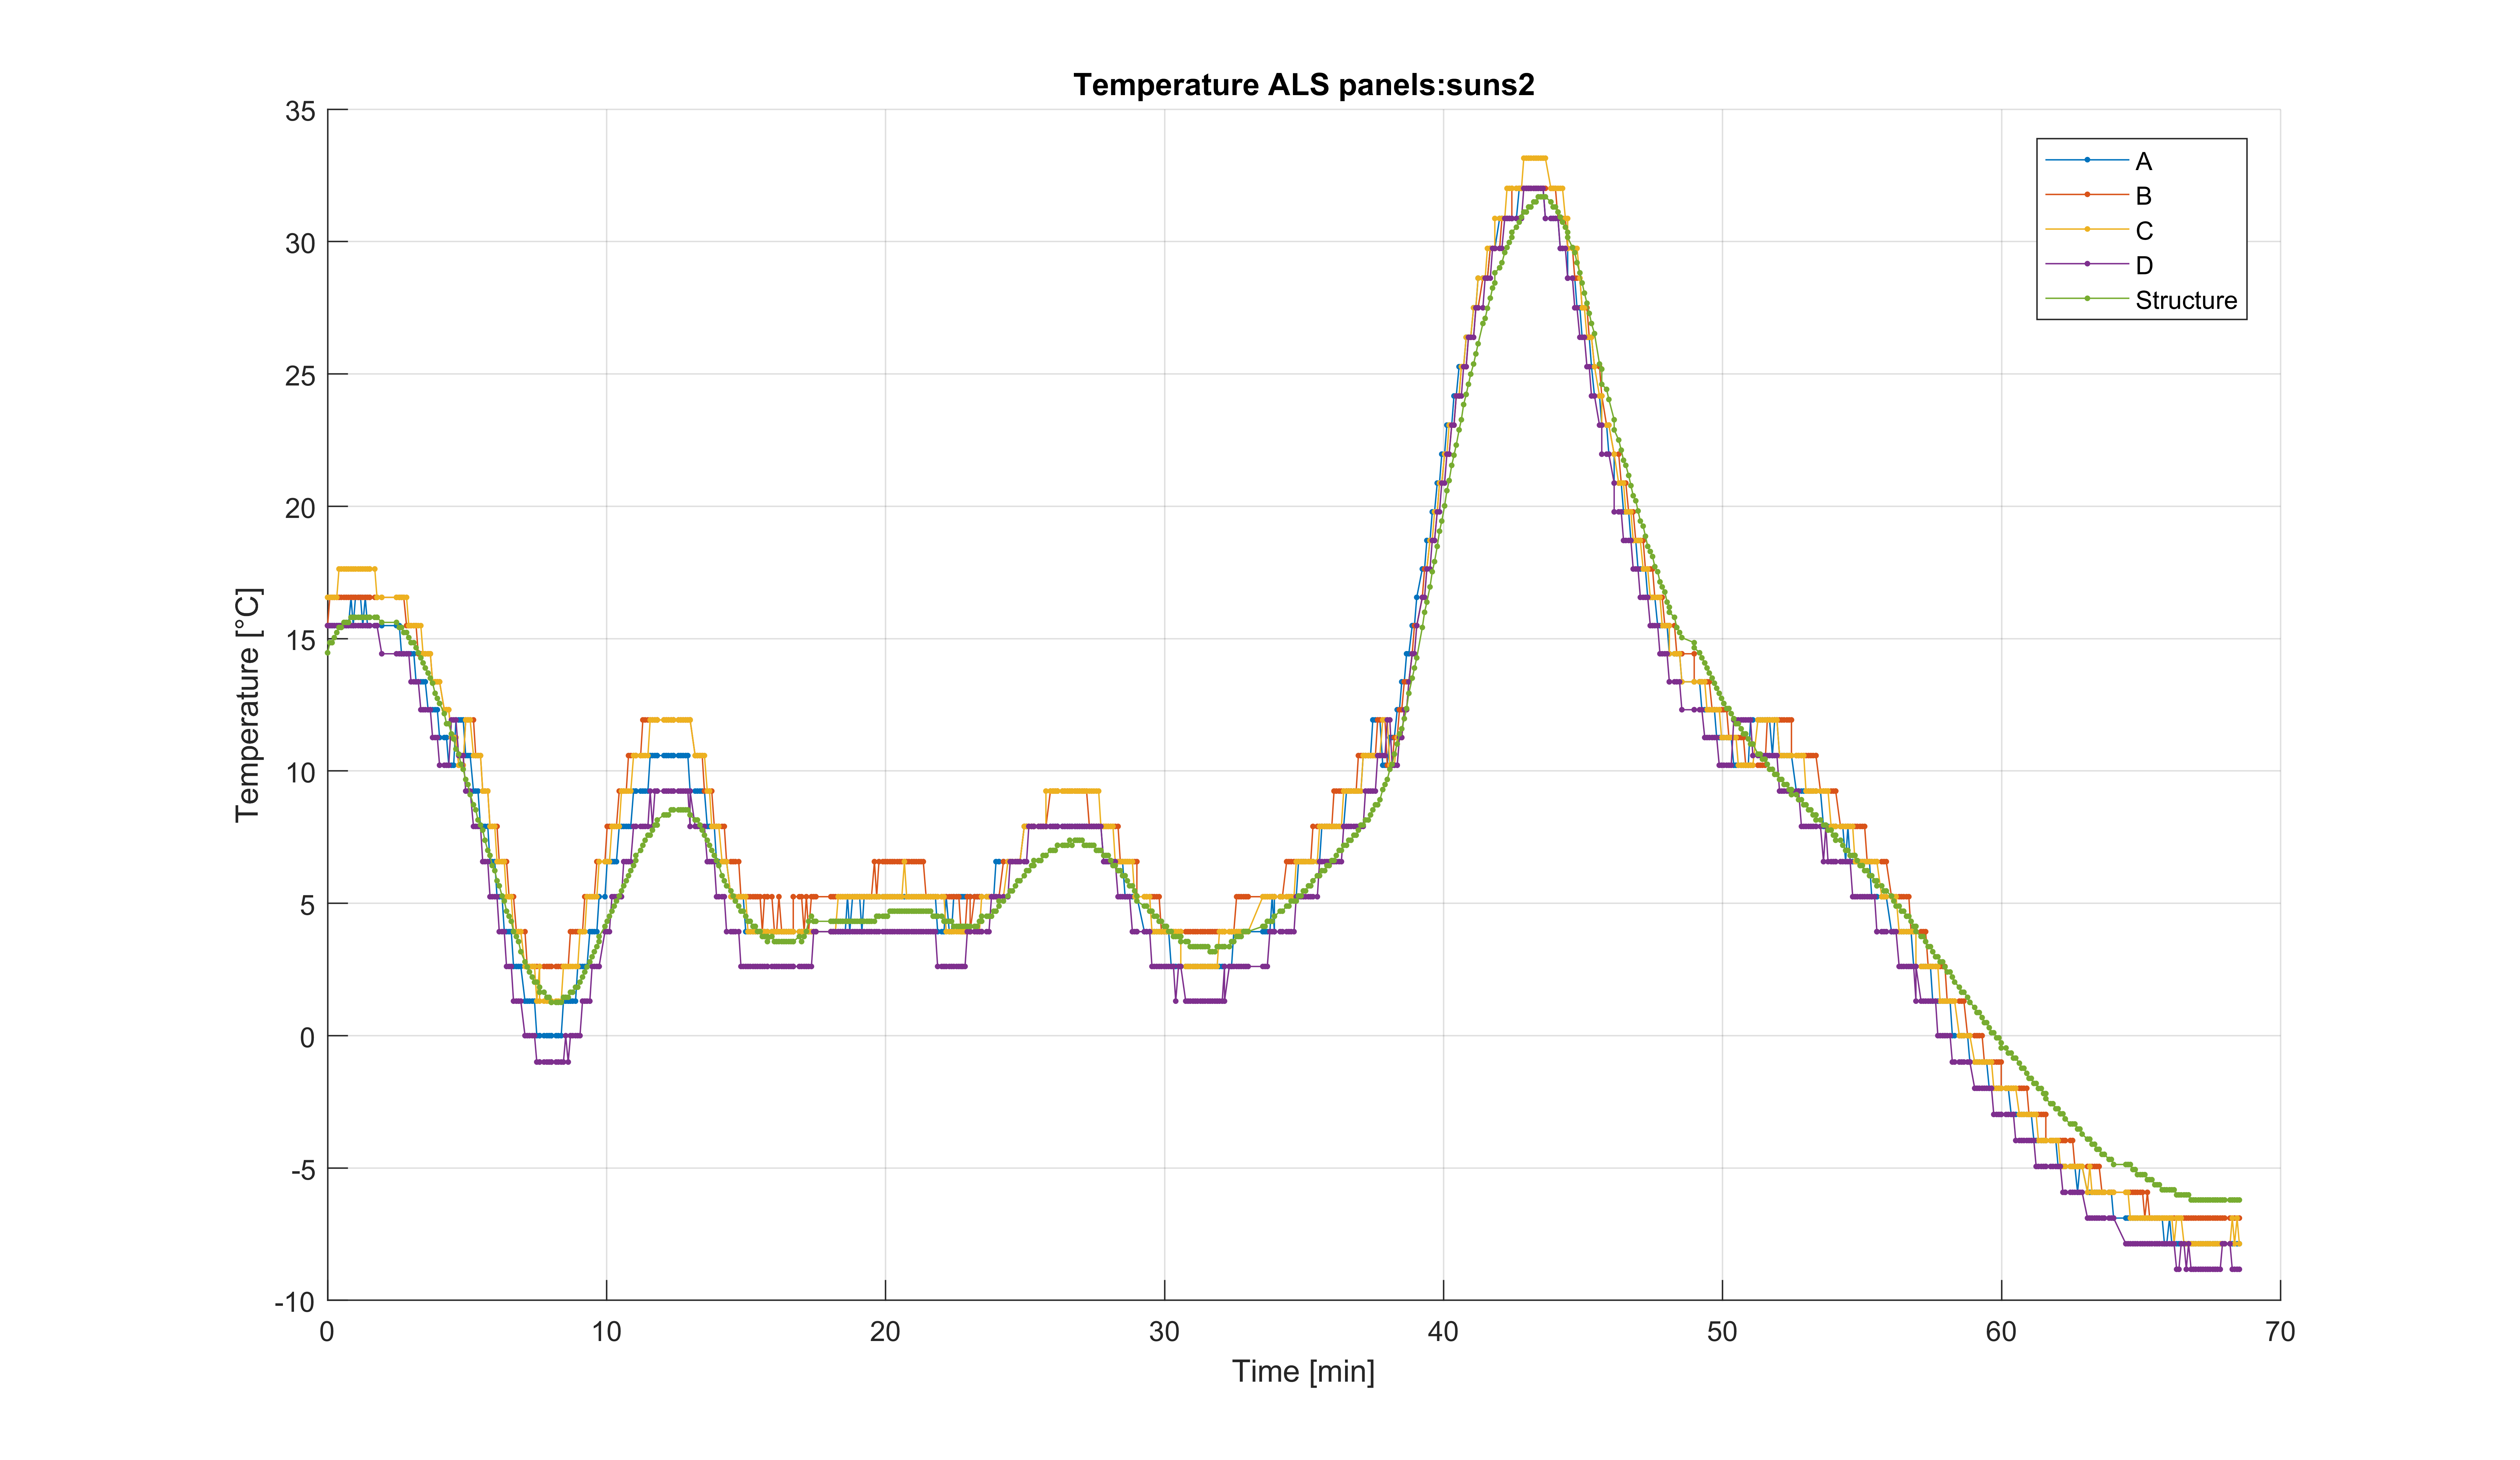 Temperature ALS panels:suns2
35
30
25
20
15
10
5
0
-5
-10
Temperature [°C]
A
B
C
D
Structure
0 10 20 30 40 50 60 70
Time [min]